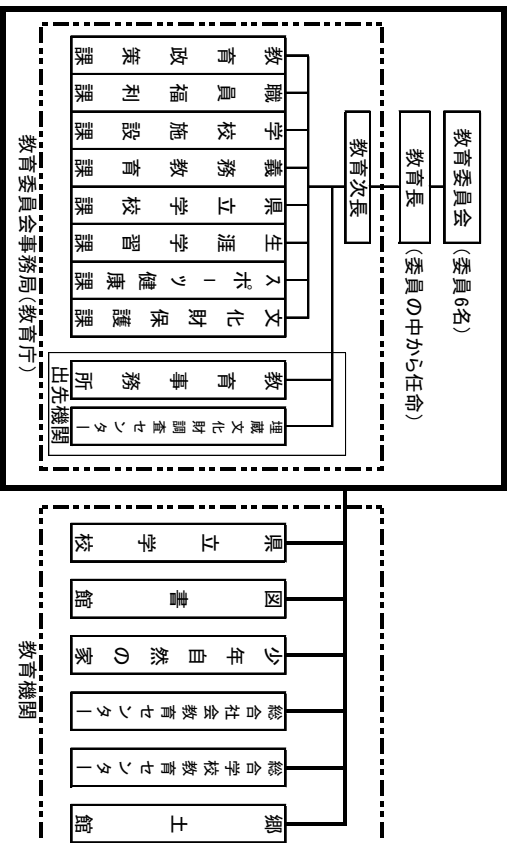 教育委員会（委員6名）
教育長（委員の中から任命）
教育次長
教育政策課
職員福利課
学校施設課
義務教育課
県立学校課
生涯学習課
スポーツ健康課
文化財保護課
教育事務所
埋蔵文化財調査センター
出先機関
教育委員会事務局（教育庁）
県立学校
図書館
少年自然の家
総合社会教育センター
総合学校教育センター
郷土館
教育機関